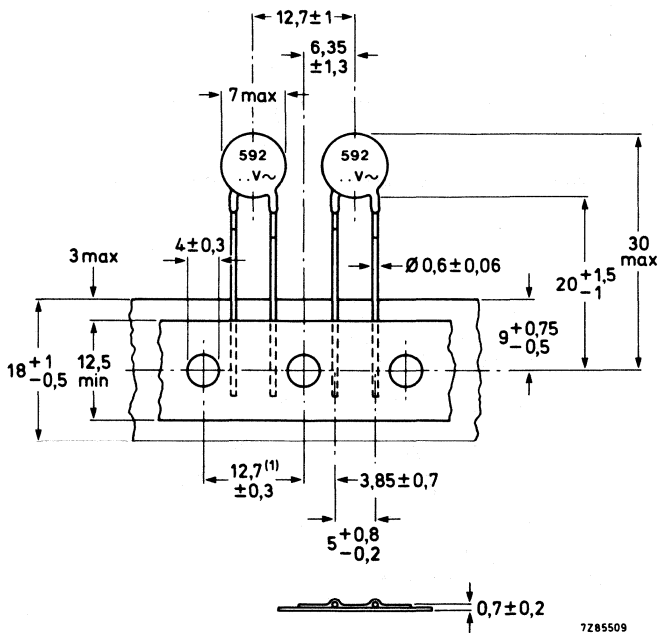 12,7±1
6,35
±1,3
7 max
592
..V~
592
..V~
4±0,3
3 max
Ø 0,6±0,06
30
max
20 +1,5
-1
9 +0,75
-0,5
18 +1
-0,5
12,5
min
12,7(1)
±0,3
3,85±0,7
5 +0,8
-0,2
0,7±0,2
7Z85509